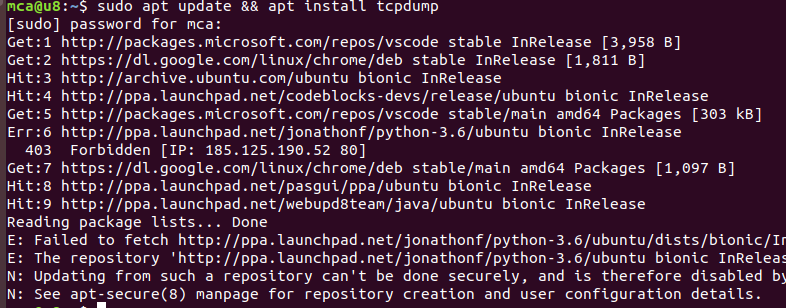 mca@u8:~$ sudo apt update && apt install tcpdump
[sudo] password for mca:
Get:1 http://packages.microsoft.com/repos/vscode stable InRelease [3,958 B]
Get:2 https://dl.google.com/linux/chrome/deb stable InRelease [1,811 B]
Hit:3 http://archive.ubuntu.com/ubuntu bionic InRelease
Hit:4 http://ppa.launchpad.net/codeblocks-devs/release/ubuntu bionic InRelease
Get:5 http://packages.microsoft.com/repos/vscode stable/main amd64 Packages [303 kB]
Err:6 http://ppa.launchpad.net/jonathonf/python-3.6/ubuntu bionic InRelease
403 Forbidden [IP: 185.125.190.52 80]
Get:7 https://dl.google.com/linux/chrome/deb stable/main amd64 Packages [1,097 B]
Hit:8 http://ppa.launchpad.net/pasgui/ppa/ubuntu bionic InRelease
Hit:9 http://ppa.launchpad.net/webupd8team/java/ubuntu bionic InRelease
Reading package lists... Done
E: Failed to fetch http://ppa.launchpad.net/jonathonf/python-3.6/ubuntu/dists/bionic/In
E: The repository 'http://ppa.launchpad.net/jonathonf/python-3.6/ubuntu bionic InReleas
N: Updating from such a repository can't be done securely, and is therefore disabled by
N: See apt-secure(8) manpage for repository creation and user configuration details.